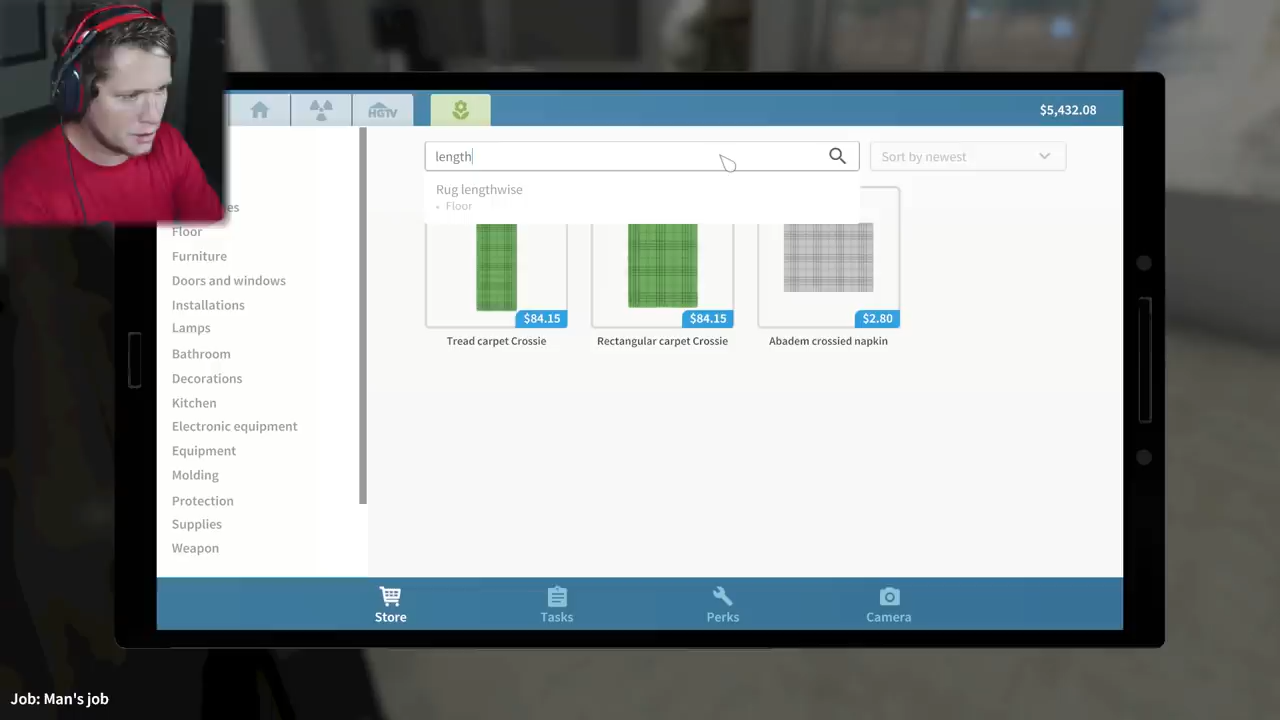 HGTV
$5,432.08
length
Sort by newest
Rug lengthwise
• Floor
es
Floor
Furniture
Doors and windows
Installations
Lamps
Bathroom
Decorations
Kitchen
Electronic equipment
Equipment
Molding
Protection
Supplies
Weapon
$84.15
$84.15
$2.80
Tread carpet Crossie
Rectangular carpet Crossie
Abadem crossied napkin
Store
Tasks
Perks
Camera
Job: Man's job